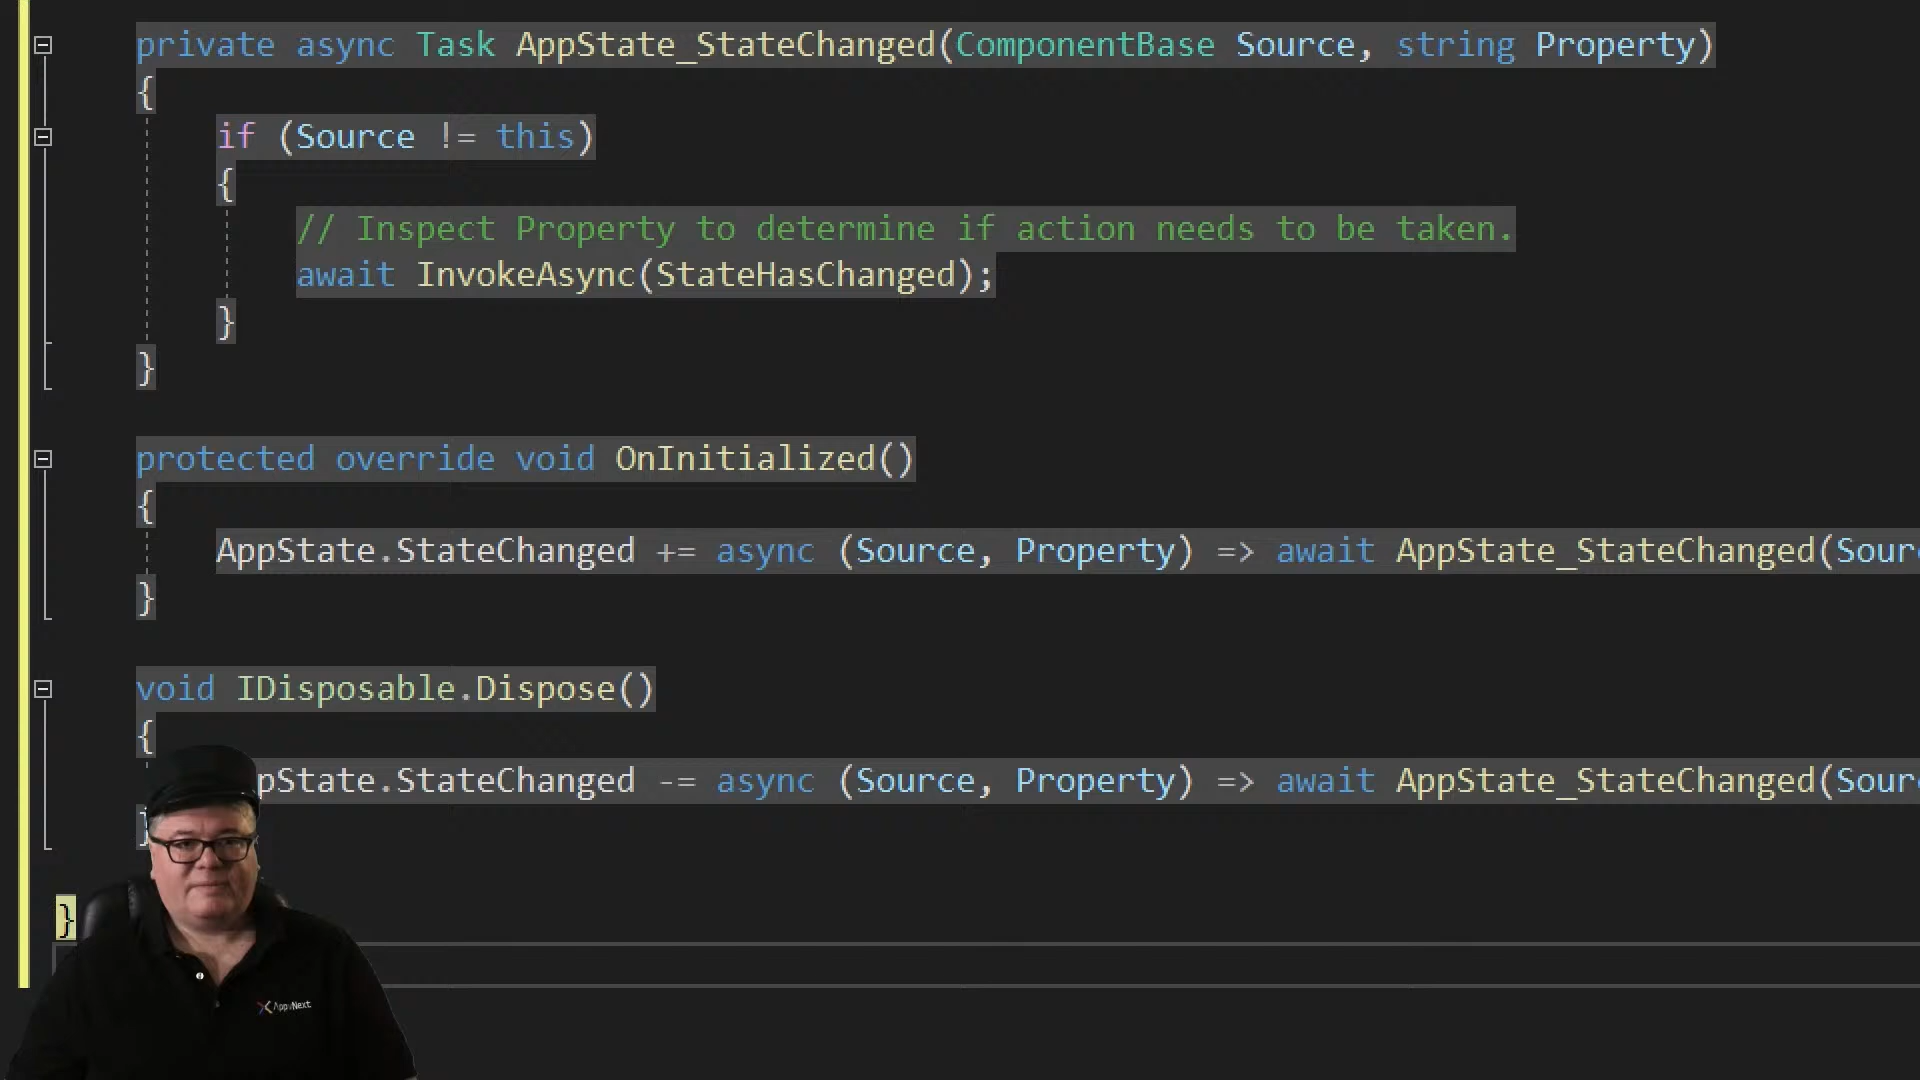 private async Task AppState_StateChanged(ComponentBase Source, string Property)
{
if (Source != this)
{
// Inspect Property to determine if action needs to be taken.
await InvokeAsync(StateHasChanged);
}
}
protected override void OnInitialized()
{
AppState.StateChanged += async (Source, Property) => await AppState_StateChanged(Sour
}
void IDisposable.Dispose()
{
pState.StateChanged -= async (Source, Property) => await AppState_StateChanged(Sour
}
}
AppvNext